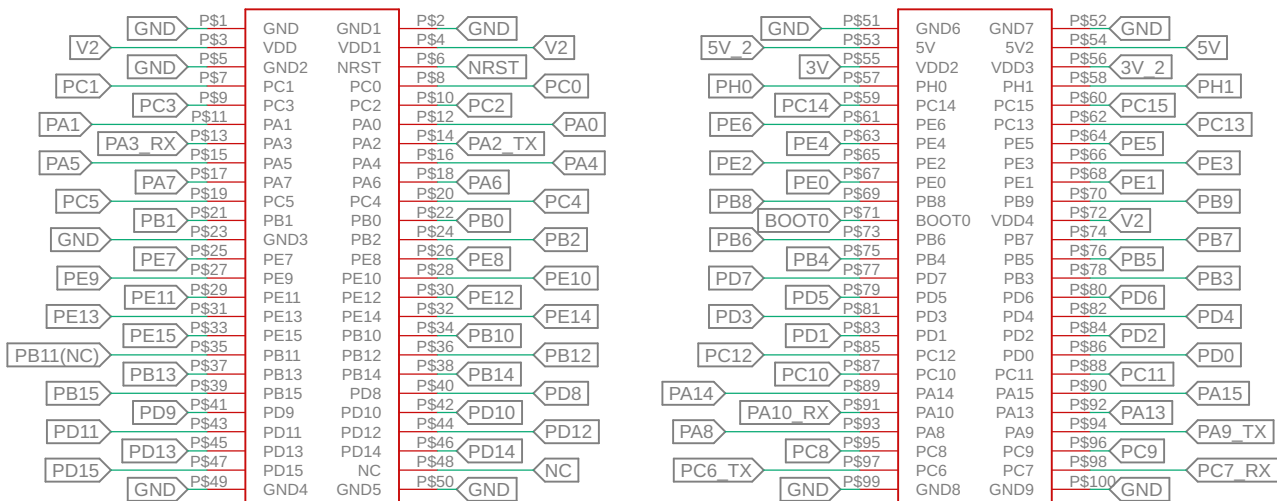 GND P$1 GND GND1 P$2 GND
V2 P$3 VDD VDD1 P$4 V2
GND P$5 GND2 NRST P$6 NRST
PC1 P$7 PC1 PC0 P$8 PC0
PC3 P$9 PC3 PC2 P$10 PC2
PA1 P$11 PA1 PA0 P$12 PA0
PA3_RX P$13 PA3 PA2 P$14 PA2_TX
PA5 P$15 PA5 PA4 P$16 PA4
PA7 P$17 PA7 PA6 P$18 PA6
PC5 P$19 PC5 PC4 P$20 PC4
PB1 P$21 PB1 PB0 P$22 PB0
GND P$23 GND3 PB2 P$24 PB2
PE7 P$25 PE7 PE8 P$26 PE8
PE9 P$27 PE9 PE10 P$28 PE10
PE11 P$29 PE11 PE12 P$30 PE12
PE13 P$31 PE13 PE14 P$32 PE14
PE15 P$33 PE15 PB10 P$34 PB10
PB11(NC) P$35 PB11 PB12 P$36 PB12
PB13 P$37 PB13 PB14 P$38 PB14
PB15 P$39 PB15 PD8 P$40 PD8
PD9 P$41 PD9 PD10 P$42 PD10
PD11 P$43 PD11 PD12 P$44 PD12
PD13 P$45 PD13 PD14 P$46 PD14
PD15 P$47 PD15 NC P$48 NC
GND P$49 GND4 GND5 P$50 GND
GND P$51 GND6 GND7 P$52 GND
5V_2 P$53 5V 5V2 P$54 5V
3V P$55 VDD2 VDD3 P$56 3V_2
PH0 P$57 PH0 PH1 P$58 PH1
PC14 P$59 PC14 PC15 P$60 PC15
PE6 P$61 PE6 PC13 P$62 PC13
PE4 P$63 PE4 PE5 P$64 PE5
PE2 P$65 PE2 PE3 P$66 PE3
PE0 P$67 PE0 PE1 P$68 PE1
PB8 P$69 PB8 PB9 P$70 PB9
BOOT0 P$71 BOOT0 VDD4 P$72 V2
PB6 P$73 PB6 PB7 P$74 PB7
PB4 P$75 PB4 PB5 P$76 PB5
PD7 P$77 PD7 PB3 P$78 PB3
PD5 P$79 PD5 PD6 P$80 PD6
PD3 P$81 PD3 PD4 P$82 PD4
PD1 P$83 PD1 PD2 P$84 PD2
PC12 P$85 PC12 PD0 P$86 PD0
PC10 P$87 PC10 PC11 P$88 PC11
PA14 P$89 PA14 PA15 P$90 PA15
PA10_RX P$91 PA10 PA13 P$92 PA13
PA8 P$93 PA8 PA9 P$94 PA9_TX
PC8 P$95 PC8 PC9 P$96 PC9
PC6_TX P$97 PC6 PC7 P$98 PC7_RX
GND P$99 GND8 GND9 P$100 GND